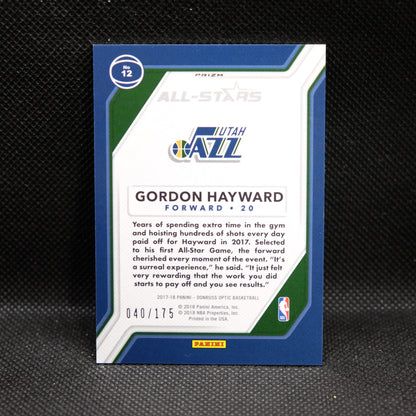 No
12
PRIZM
ALL-STARS
UTAH
JAZZ
GORDON HAYWARD
FORWARD • 20
Years of spending extra time in the gym
and hoisting hundreds of shots every day
paid off for Hayward in 2017. Selected
to his first All-Star Game, the forward
cherished every moment of the event. "It's
a surreal experience," he said. "It just felt
very rewarding that the work you did
starts to pay off and you see results."
2017-18 PANINI - DONRUSS OPTIC BASKETBALL
© 2018 Panini America, Inc.
© 2018 NBA Properties, Inc.
Printed in the USA.
040/175
PANINI